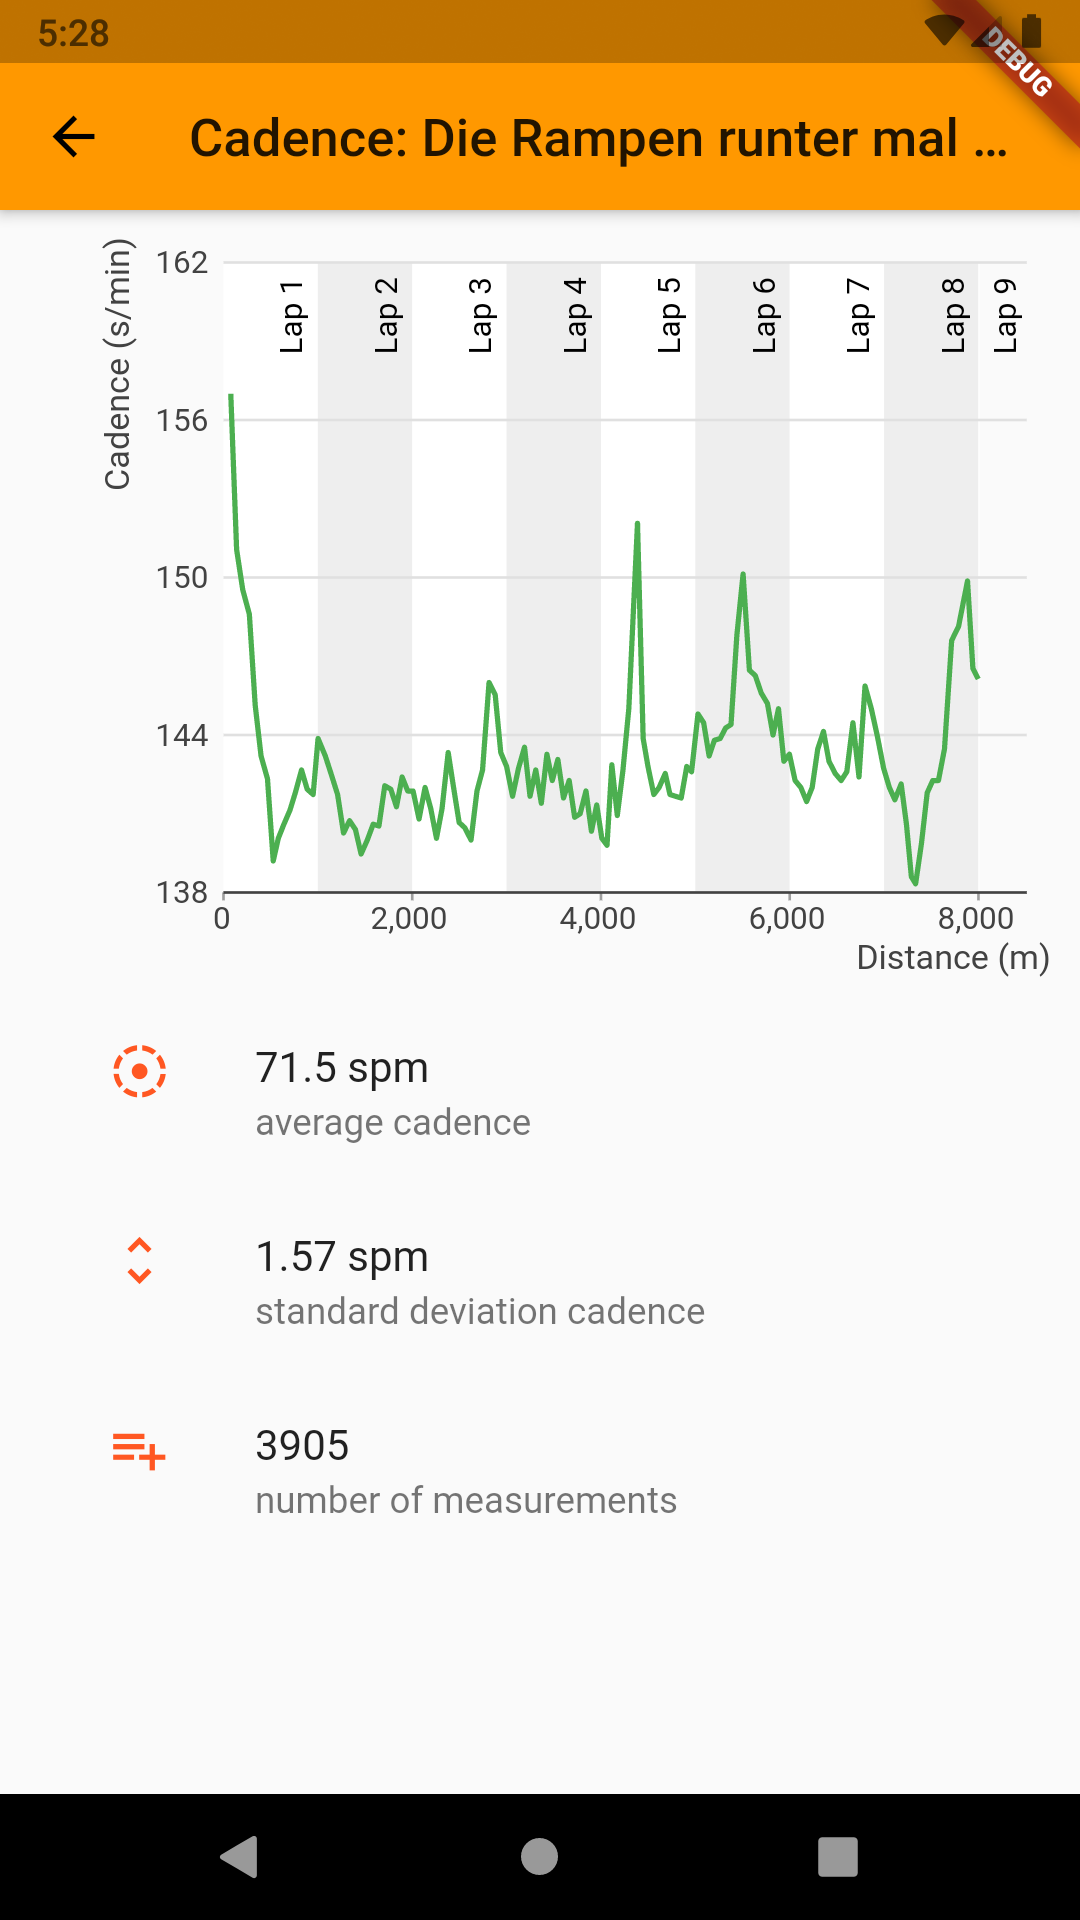 5:28
DEBUG
Cadence: Die Rampen runter mal ...
Cadence (s/min)
162
156
150
144
138
Lap 1
Lap 2
Lap 3
Lap 4
Lap 5
Lap 6
Lap 7
Lap 8
Lap 9
0
2,000
4,000
6,000
8,000
Distance (m)
71.5 spm
average cadence
1.57 spm
standard deviation cadence
3905
number of measurements